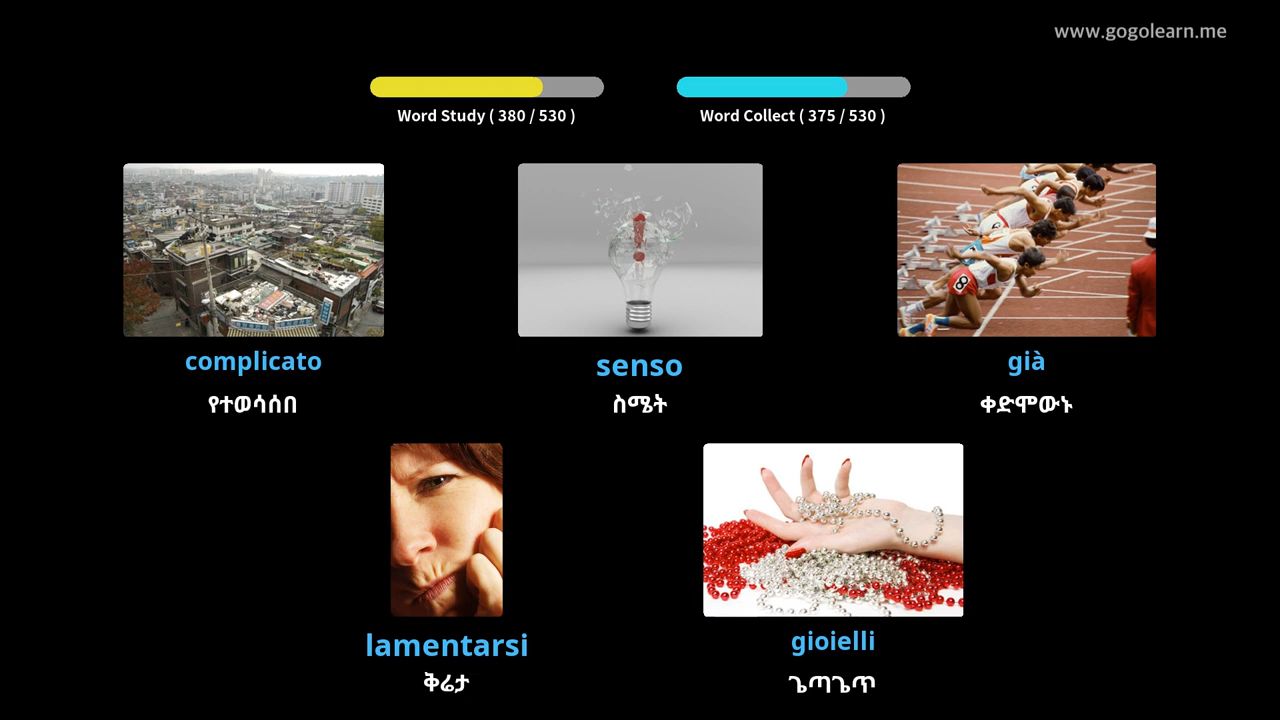 www.gogolearn.me
Word Study ( 380 / 530 )
Word Collect ( 375 / 530 )
complicato
senso
già
የተወሳሰበ
ስሜት
ቀድሞውኑ
lamentarsi
gioielli
ቅሬታ
ጌጣጌጥ